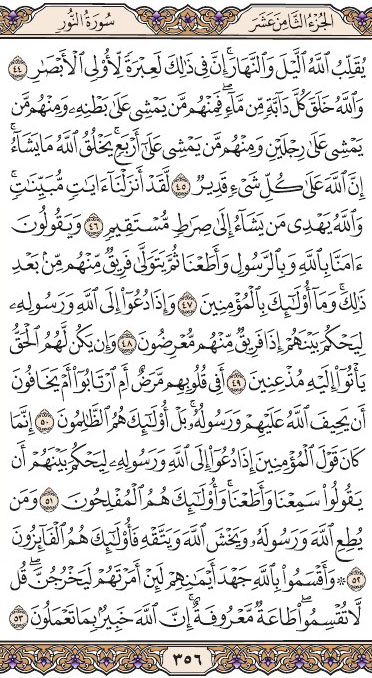 الجزء الثامن عشر سورة النور
يُقَلِّبُ ٱللَّهُ ٱلَّيْلَ وَٱلنَّهَارَۚ إِنَّ فِى ذَٰلِكَ لَعِبْرَةً لِّأُو۟لِى ٱلْأَبْصَٰرِ ٤٤
وَٱللَّهُ خَلَقَ كُلَّ دَآبَّةٍ مِّن مَّآءٍۖ فَمِنْهُم مَّن يَمْشِى عَلَىٰ بَطْنِهِۦ وَمِنْهُم مَّن
يَمْشِى عَلَىٰ رِجْلَيْنِ وَمِنْهُم مَّن يَمْشِى عَلَىٰٓ أَرْبَعٍۚ يَخْلُقُ ٱللَّهُ مَا يَشَآءُۚ
إِنَّ ٱللَّهَ عَلَىٰ كُلِّ شَىْءٍ قَدِيرٌ ٤٥ لَّقَدْ أَنزَلْنَآ ءَايَٰتٍ مُّبَيِّنَٰتٍۚ
وَٱللَّهُ يَهْدِى مَن يَشَآءُ إِلَىٰ صِرَٰطٍ مُّسْتَقِيمٍ ٤٦ وَيَقُولُونَ
ءَامَنَّا بِٱللَّهِ وَبِٱلرَّسُولِ وَأَطَعْنَا ثُمَّ يَتَوَلَّىٰ فَرِيقٌ مِّنْهُم مِّنۢ بَعْدِ
ذَٰلِكَۚ وَمَآ أُو۟لَٰٓئِكَ بِٱلْمُؤْمِنِينَ ٤٧ وَإِذَا دُعُوٓا۟ إِلَى ٱللَّهِ وَرَسُولِهِۦ
لِيَحْكُمَ بَيْنَهُمْ إِذَا فَرِيقٌ مِّنْهُم مُّعْرِضُونَ ٤٨ وَإِن يَكُن لَّهُمُ ٱلْحَقُّ
يَأْتُوٓا۟ إِلَيْهِ مُذْعِنِينَ ٤٩ أَفِى قُلُوبِهِم مَّرَضٌ أَمِ ٱرْتَابُوٓا۟ أَمْ يَخَافُونَ
أَن يَحِيفَ ٱللَّهُ عَلَيْهِمْ وَرَسُولُهُۥۚ بَلْ أُو۟لَٰٓئِكَ هُمُ ٱلظَّٰلِمُونَ ٥٠ إِنَّمَا
كَانَ قَوْلَ ٱلْمُؤْمِنِينَ إِذَا دُعُوٓا۟ إِلَى ٱللَّهِ وَرَسُولِهِۦ لِيَحْكُمَ بَيْنَهُمْ أَن
يَقُولُوا۟ سَمِعْنَا وَأَطَعْنَاۚ وَأُو۟لَٰٓئِكَ هُمُ ٱلْمُفْلِحُونَ ٥١ وَمَن
يُطِعِ ٱللَّهَ وَرَسُولَهُۥ وَيَخْشَ ٱللَّهَ وَيَتَّقْهِ فَأُو۟لَٰٓئِكَ هُمُ ٱلْفَآئِزُونَ
٥٢ ۞ وَأَقْسَمُوا۟ بِٱللَّهِ جَهْدَ أَيْمَٰنِهِمْ لَئِنْ أَمَرْتَهُمْ لَيَخْرُجُنَّۖ قُل
لَّا تُقْسِمُوا۟ۖ طَاعَةٌ مَّعْرُوفَةٌۚ إِنَّ ٱللَّهَ خَبِيرٌۢ بِمَا تَعْمَلُونَ ٥٣
٣٥٦